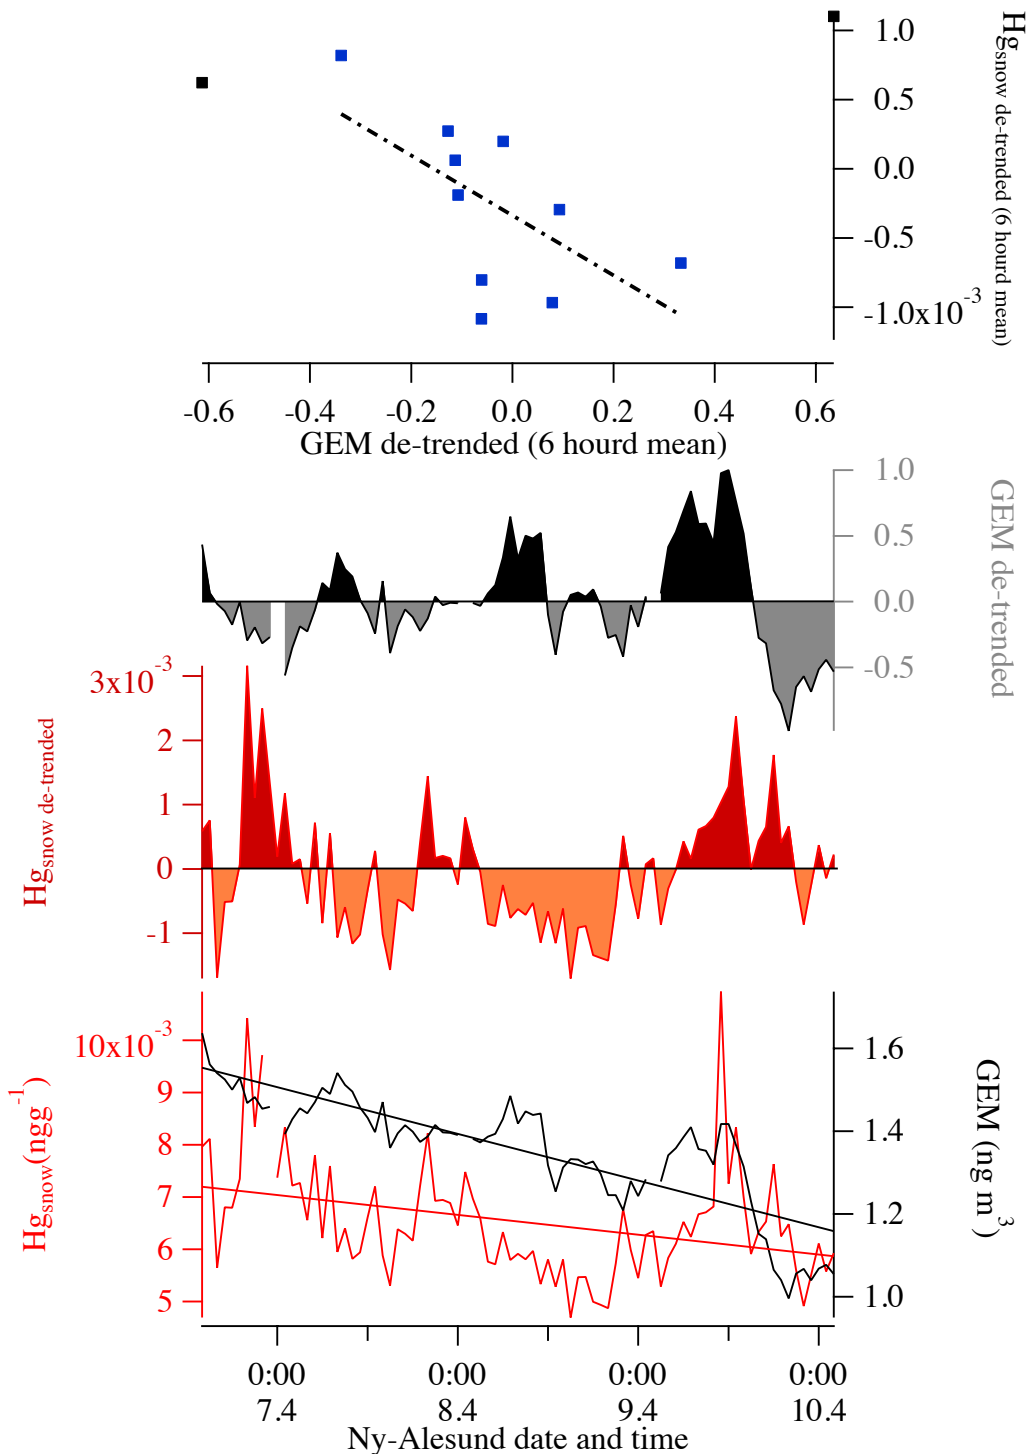 1.0
0.5
0.0
-0.5
-1.0x10-3
Hgsnow de-trended (6 hourd mean)
-0.6 -0.4 -0.2 0.0 0.2 0.4 0.6
GEM de-trended (6 hourd mean)
1.0
0.5
0.0
-0.5
GEM de-trended
3x10-3
2
1
0
-1
Hgsnow de-trended
10x10-3
9
8
7
6
5
Hgsnow(ngg-1)
1.6
1.4
1.2
1.0
GEM (ng m3)
0:00 0:00 0:00 0:00
7.4 8.4 9.4 10.4
Ny-Alesund date and time